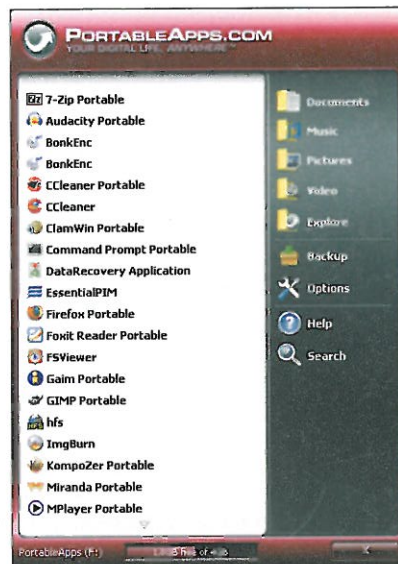 PORTABLEAPPS.COM
YOUR DIGITAL LIFE, ANYWHERE™
7-Zip Portable
Audacity Portable
BonkEnc
BonkEnc
CCleaner Portable
CCleaner
ClamWin Portable
Command Prompt Portable
DataRecovery Application
EssentialPIM
Firefox Portable
Foxit Reader Portable
FSViewer
Gaim Portable
GIMP Portable
hfs
ImgBurn
KompoZer Portable
Miranda Portable
MPlayer Portable
Documents
Music
Pictures
Video
Explore
Backup
Options
Help
Search
PortableApps (F:)